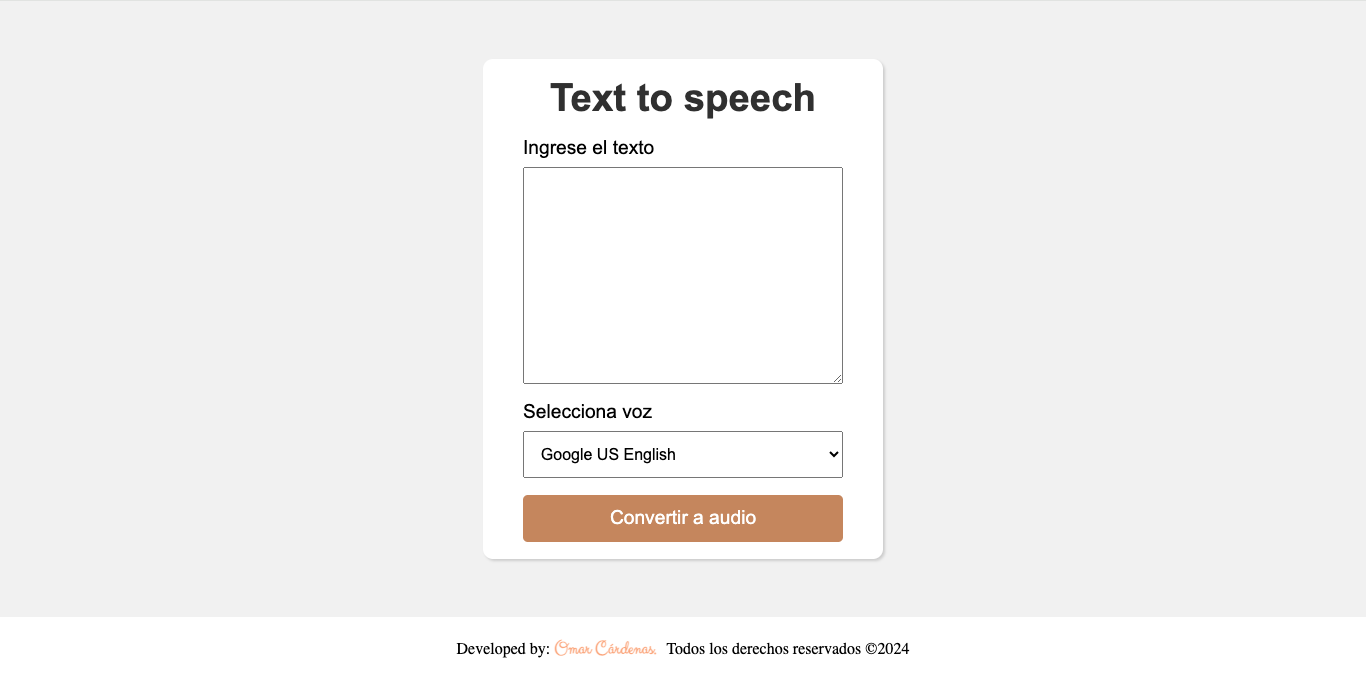 Text to speech
Ingrese el texto
Selecciona voz
Google US English
Convertir a audio
Developed by: Omar Cárdenas. Todos los derechos reservados ©2024